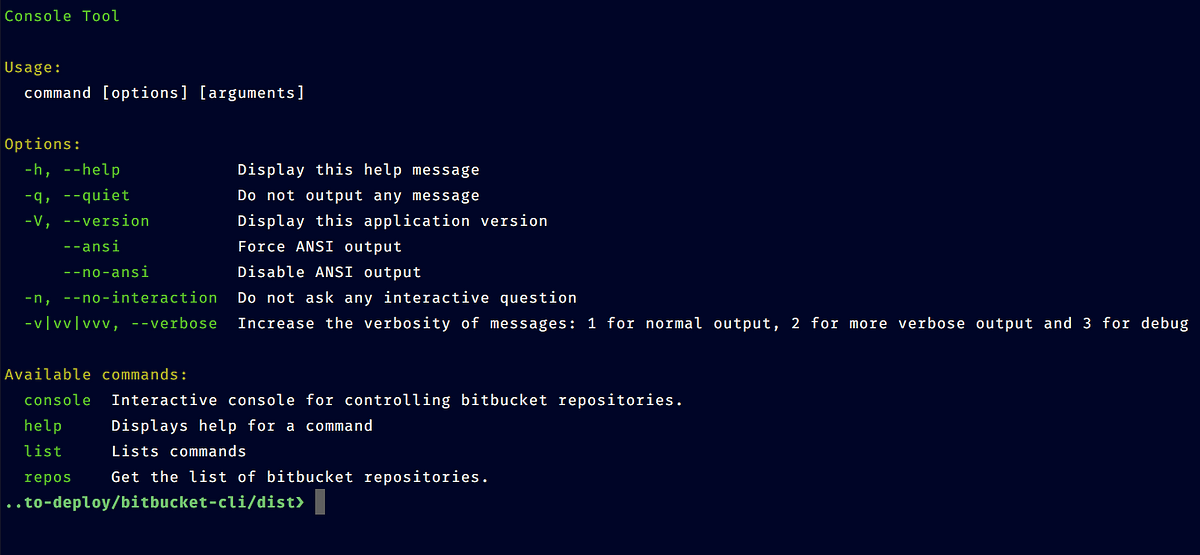 Console Tool
Usage:
command [options] [arguments]
Options:
-h, --help Display this help message
-q, --quiet Do not output any message
-V, --version Display this application version
--ansi Force ANSI output
--no-ansi Disable ANSI output
-n, --no-interaction Do not ask any interactive question
-v|vv|vvv, --verbose Increase the verbosity of messages: 1 for normal output, 2 for more verbose output and 3 for debug
Available commands:
console Interactive console for controlling bitbucket repositories.
help Displays help for a command
list Lists commands
repos Get the list of bitbucket repositories.
..to-deploy/bitbucket-cli/dist❯